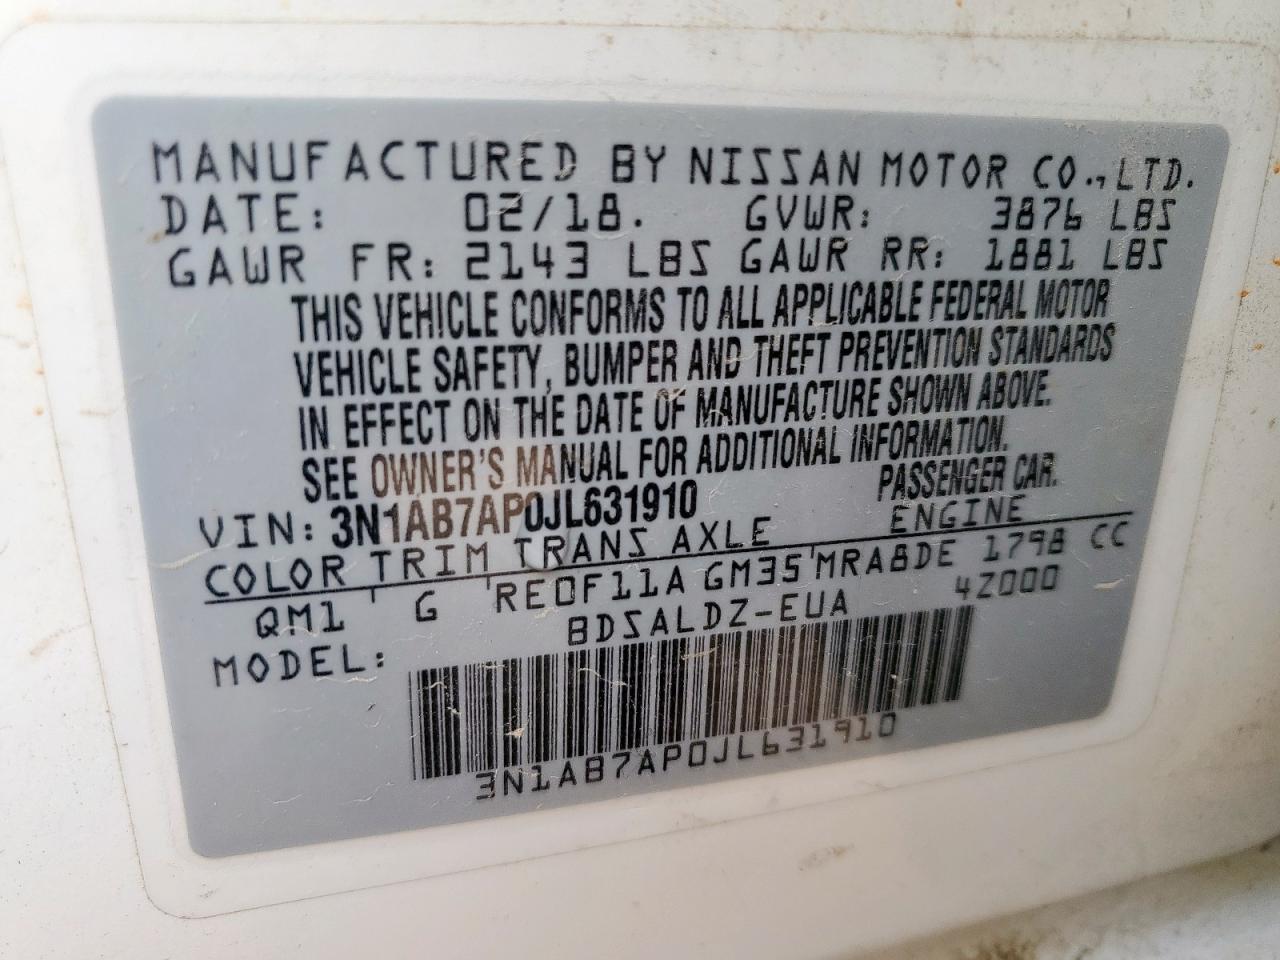 MANUFACTURED BY NISSAN MOTOR CO., LTD.
DATE: 02/18. GVWR: 3876 LBS
GAWR FR: 2143 LBS GAWR RR: 1881 LBS
THIS VEHICLE CONFORMS TO ALL APPLICABLE FEDERAL MOTOR
VEHICLE SAFETY, BUMPER AND THEFT PREVENTION STANDARDS
IN EFFECT ON THE DATE OF MANUFACTURE SHOWN ABOVE.
SEE OWNER'S MANUAL FOR ADDITIONAL INFORMATION.
VIN: 3N1AB7AP0JL631910 PASSENGER CAR.
COLOR TRIM TRANS AXLE ENGINE
QM1 G RE0F11A GM35 MRA8DE 1798 CC
MODEL: BDSALDZ-EUA 4Z000
3N1AB7AP0JL631910